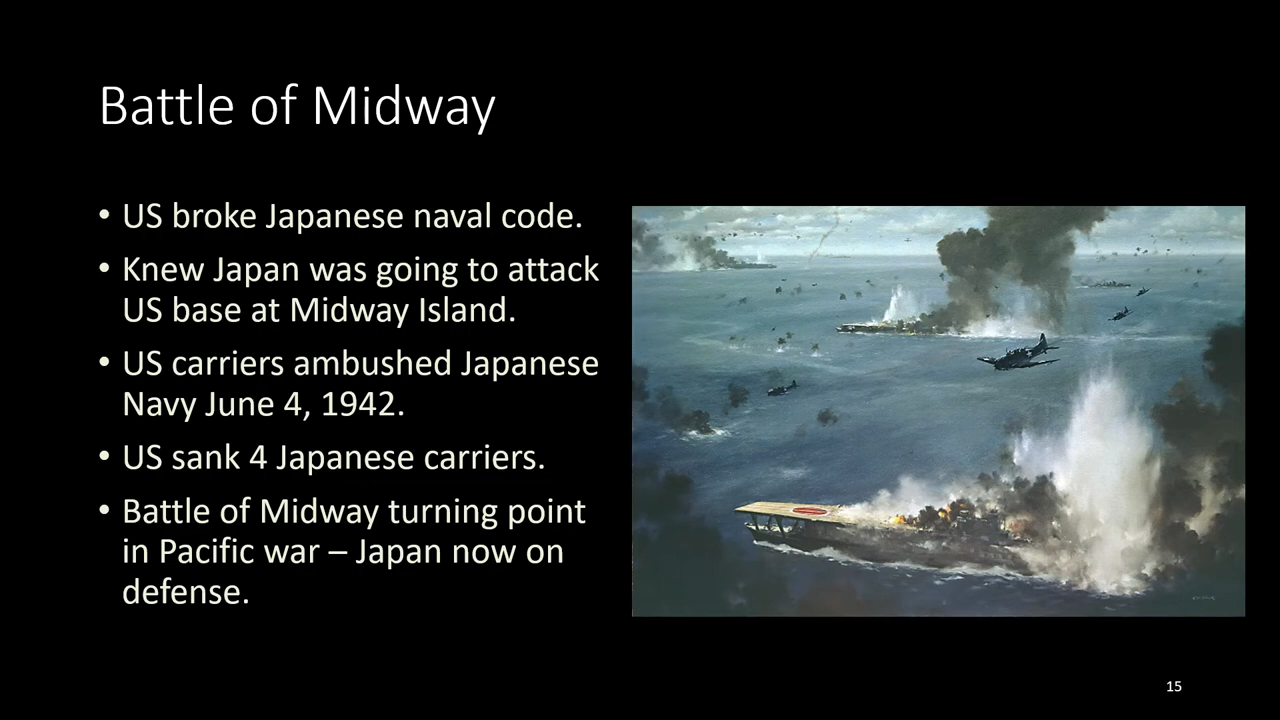 Battle of Midway
• US broke Japanese naval code.
• Knew Japan was going to attack
US base at Midway Island.
• US carriers ambushed Japanese
Navy June 4, 1942.
• US sank 4 Japanese carriers.
• Battle of Midway turning point
in Pacific war – Japan now on
defense.
15